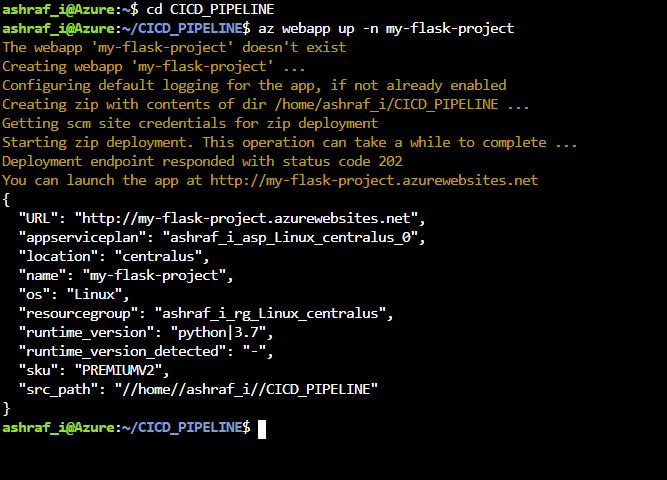 ashraf_i@Azure:~$ cd CICD_PIPELINE
ashraf_i@Azure:~/CICD_PIPELINE$ az webapp up -n my-flask-project
The webapp 'my-flask-project' doesn't exist
Creating webapp 'my-flask-project' ...
Configuring default logging for the app, if not already enabled
Creating zip with contents of dir /home/ashraf_i/CICD_PIPELINE ...
Getting scm site credentials for zip deployment
Starting zip deployment. This operation can take a while to complete ...
Deployment endpoint responded with status code 202
You can launch the app at http://my-flask-project.azurewebsites.net
{
  "URL": "http://my-flask-project.azurewebsites.net",
  "appserviceplan": "ashraf_i_asp_Linux_centralus_0",
  "location": "centralus",
  "name": "my-flask-project",
  "os": "Linux",
  "resourcegroup": "ashraf_i_rg_Linux_centralus",
  "runtime_version": "python|3.7",
  "runtime_version_detected": "-",
  "sku": "PREMIUMV2",
  "src_path": "//home//ashraf_i//CICD_PIPELINE"
}
ashraf_i@Azure:~/CICD_PIPELINE$